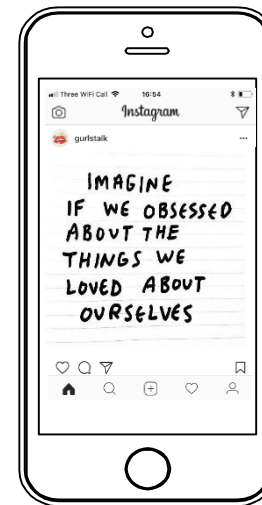 Three WiFi Call 16:54
Instagram
gurlstalk
IMAGINE
IF WE OBSESSED
ABOUT THE
THINGS WE
LOVED ABOUT
OURSELVES